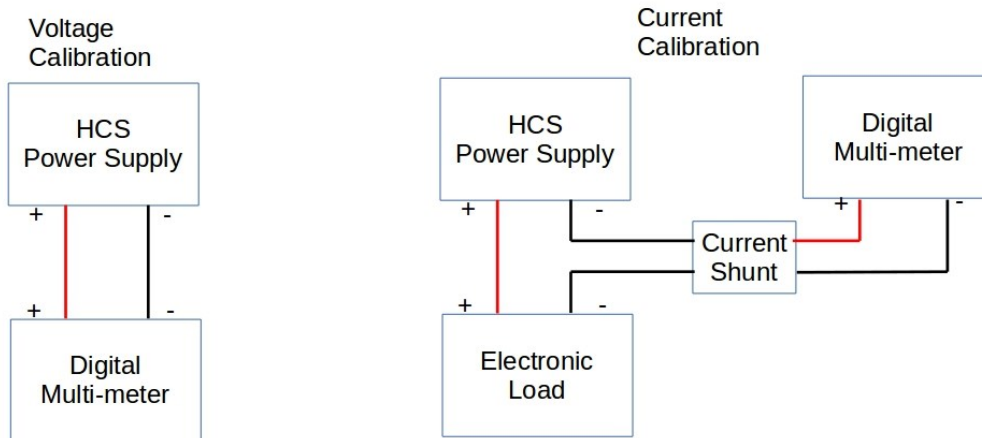 Voltage
Calibration
HCS
Power Supply
+ -
+ -
Digital
Multi-meter
Current
Calibration
HCS
Power Supply
+ -
Digital
Multi-meter
+ -
Current
Shunt
+ -
Electronic
Load